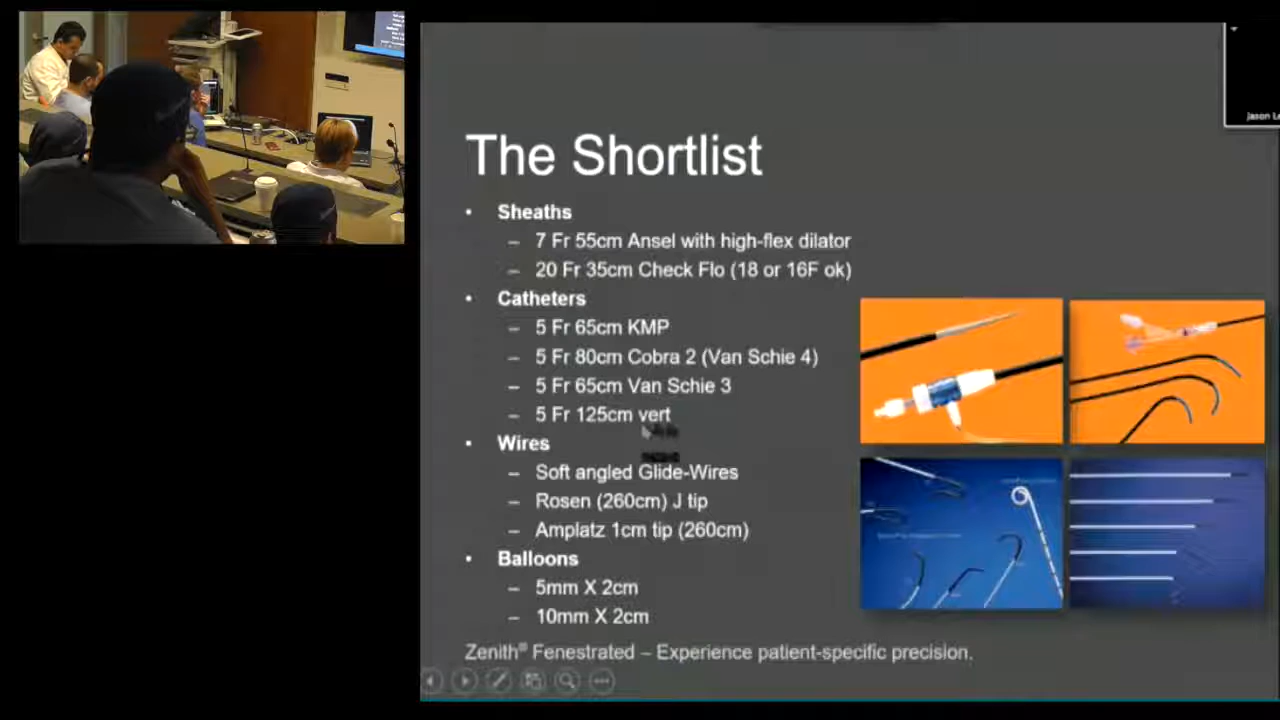 The Shortlist
• Sheaths
– 7 Fr 55cm Ansel with high-flex dilator
– 20 Fr 35cm Check Flo (18 or 16F ok)
• Catheters
– 5 Fr 65cm KMP
– 5 Fr 80cm Cobra 2 (Van Schie 4)
– 5 Fr 65cm Van Schie 3
– 5 Fr 125cm vert
• Wires
– Soft angled Glide-Wires
– Rosen (260cm) J tip
– Amplatz 1cm tip (260cm)
• Balloons
– 5mm X 2cm
– 10mm X 2cm
Zenith® Fenestrated – Experience patient-specific precision.
Jason